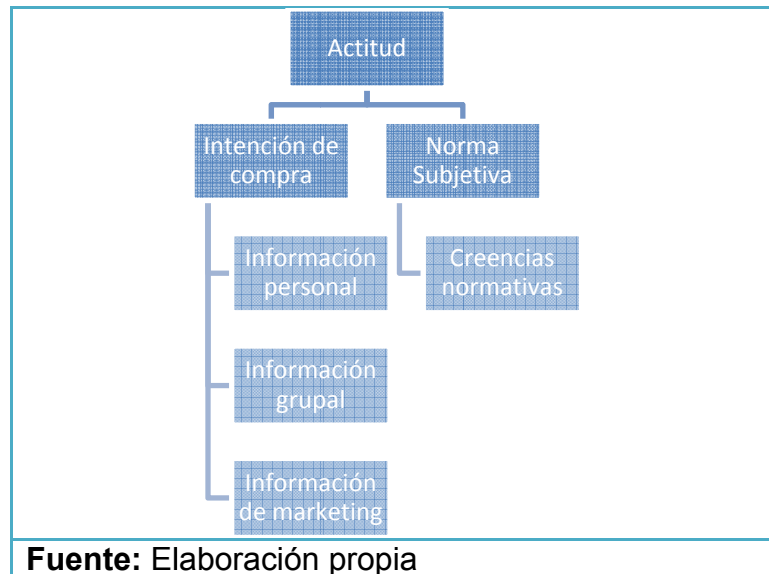 Actitud
Intención de
compra
Norma
Subjetiva
Información
personal
Creencias
normativas
Información
grupal
Información
de marketing
Fuente: Elaboración propia